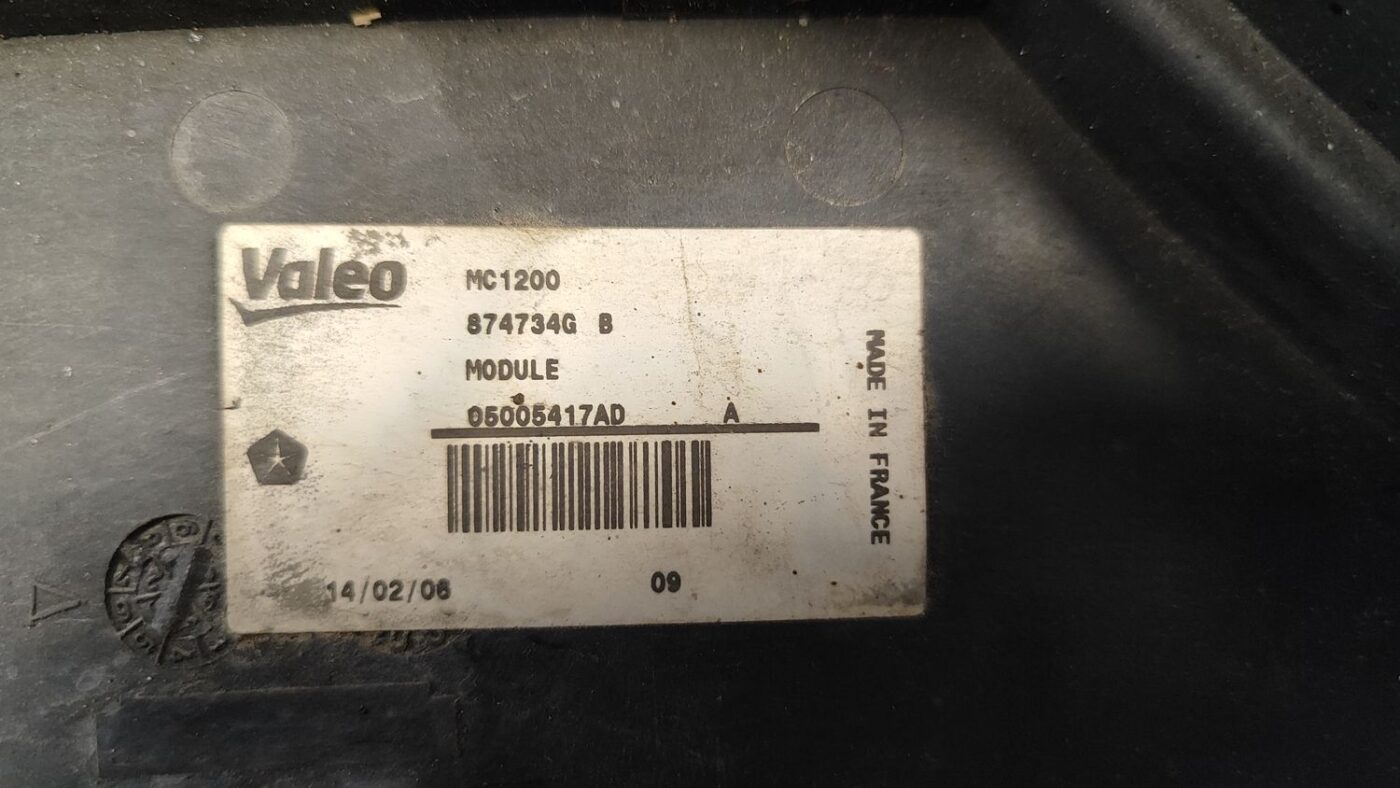 Valeo
MC1200
874734G B
MODULE
05005417AD A
MADE IN FRANCE
14/02/06
09